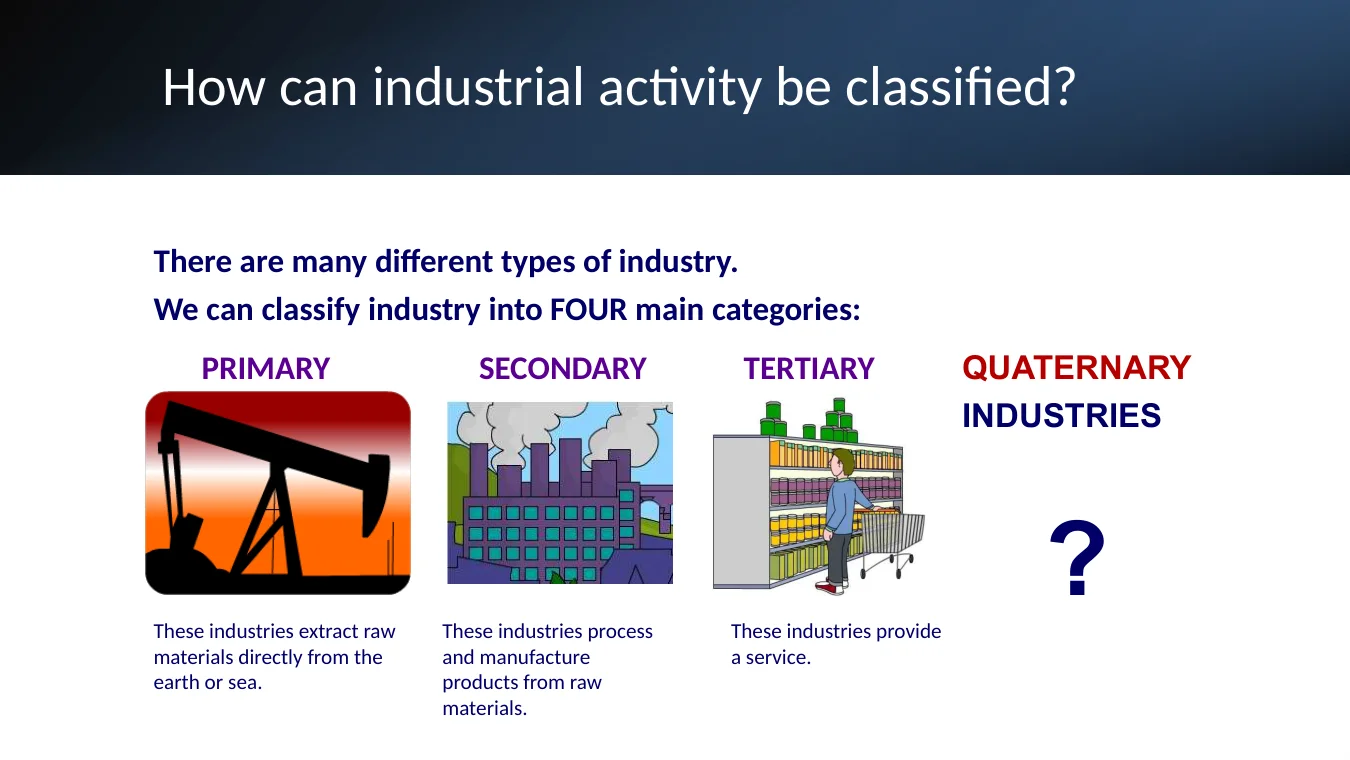 How can industrial activity be classified?
There are many different types of industry.
We can classify industry into FOUR main categories:
PRIMARY
SECONDARY
TERTIARY
QUATERNARY
INDUSTRIES
?
These industries extract raw
materials directly from the
earth or sea.
These industries process
and manufacture
products from raw
materials.
These industries provide
a service.